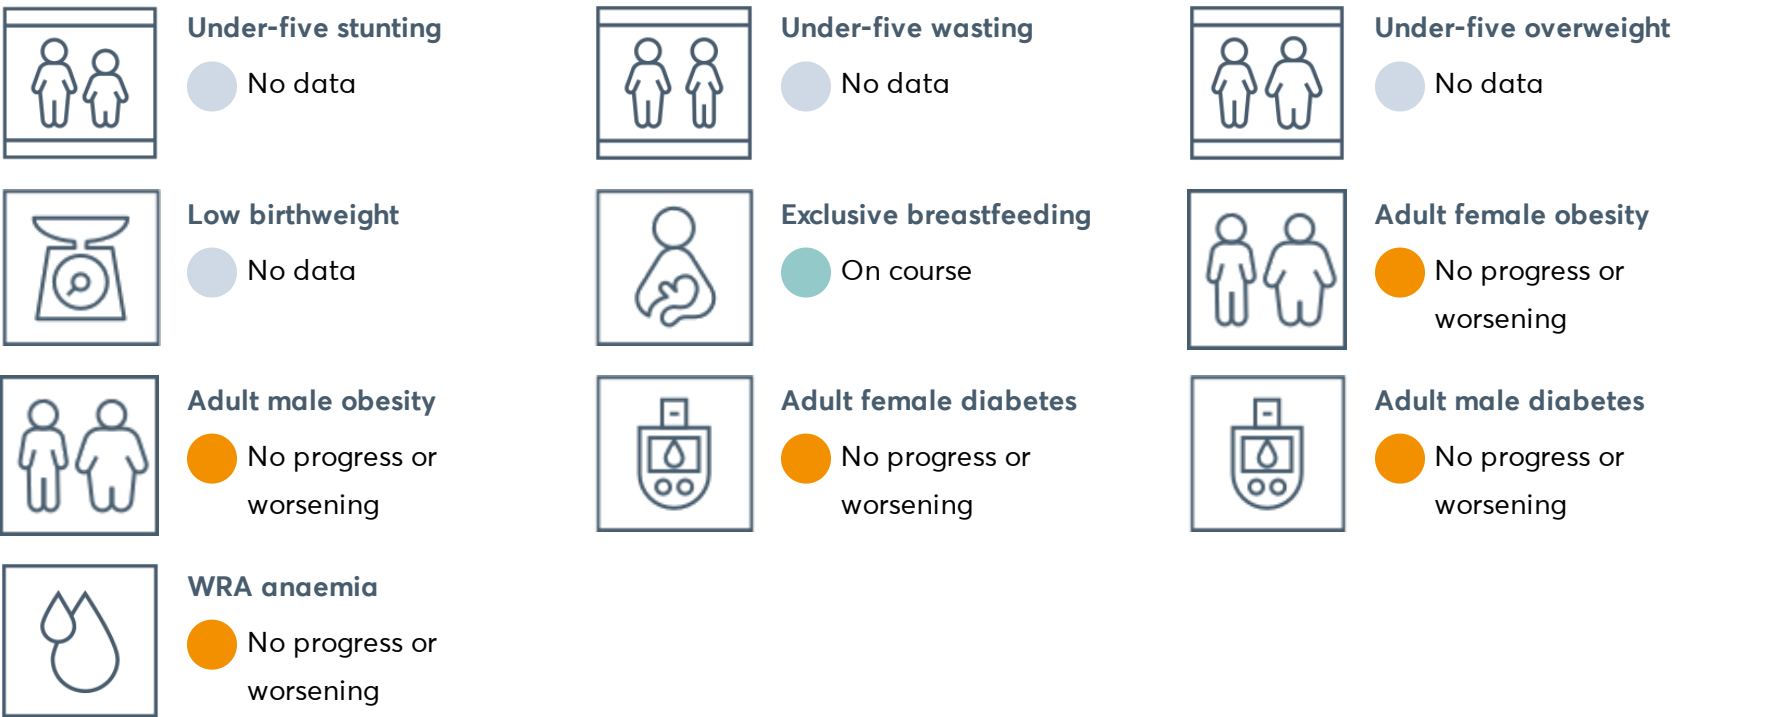 Under-five stunting
No data
Under-five wasting
No data
Under-five overweight
No data
Low birthweight
No data
Exclusive breastfeeding
On course
Adult female obesity
No progress or
worsening
Adult male obesity
No progress or
worsening
Adult female diabetes
No progress or
worsening
Adult male diabetes
No progress or
worsening
WRA anaemia
No progress or
worsening